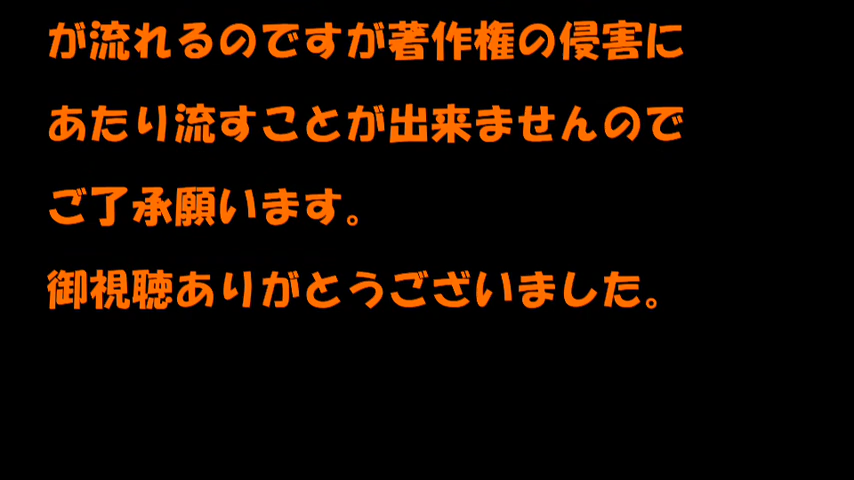 が流れるのですが著作権の侵害に
あたり流すことが出来ませんので
ご了承願います。
御視聴ありがとうございました。